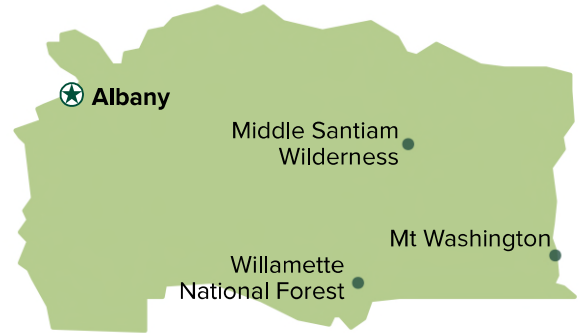 Albany
Middle Santiam
Wilderness
Mt Washington
Willamette
National Forest